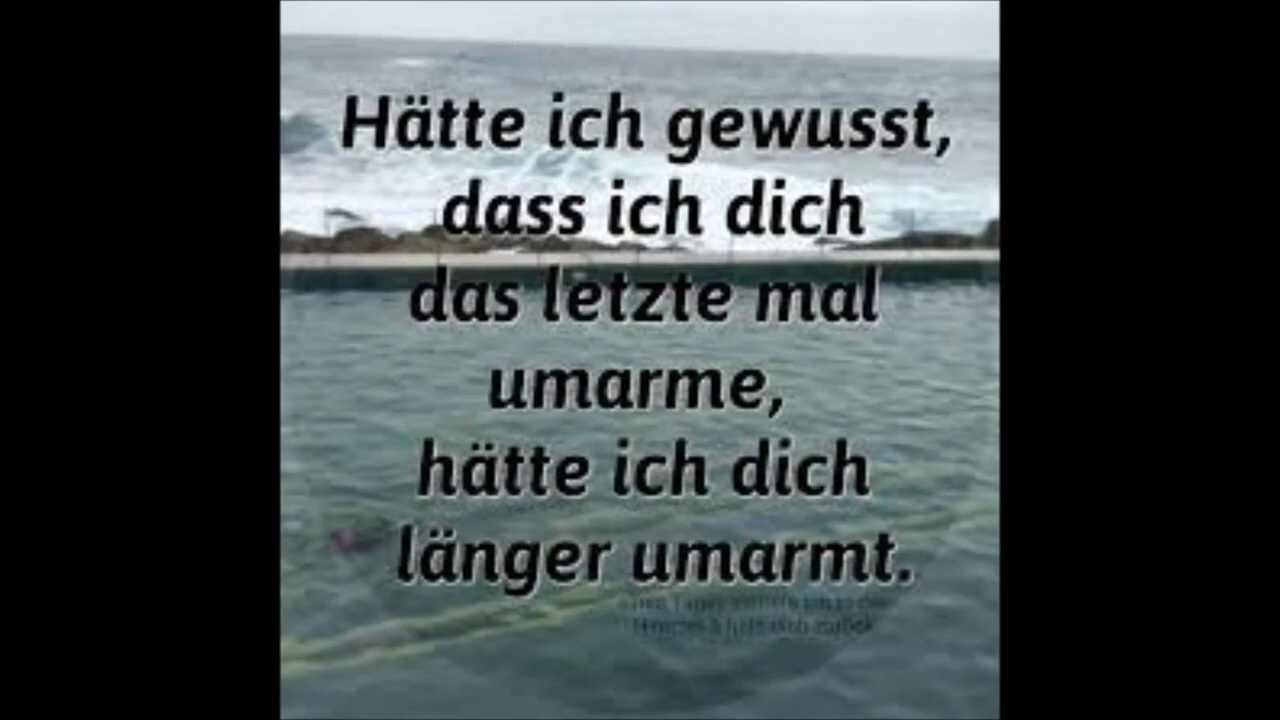 Hätte ich gewusst,
dass ich dich
das letzte mal
umarme,
hätte ich dich
länger umarmt.